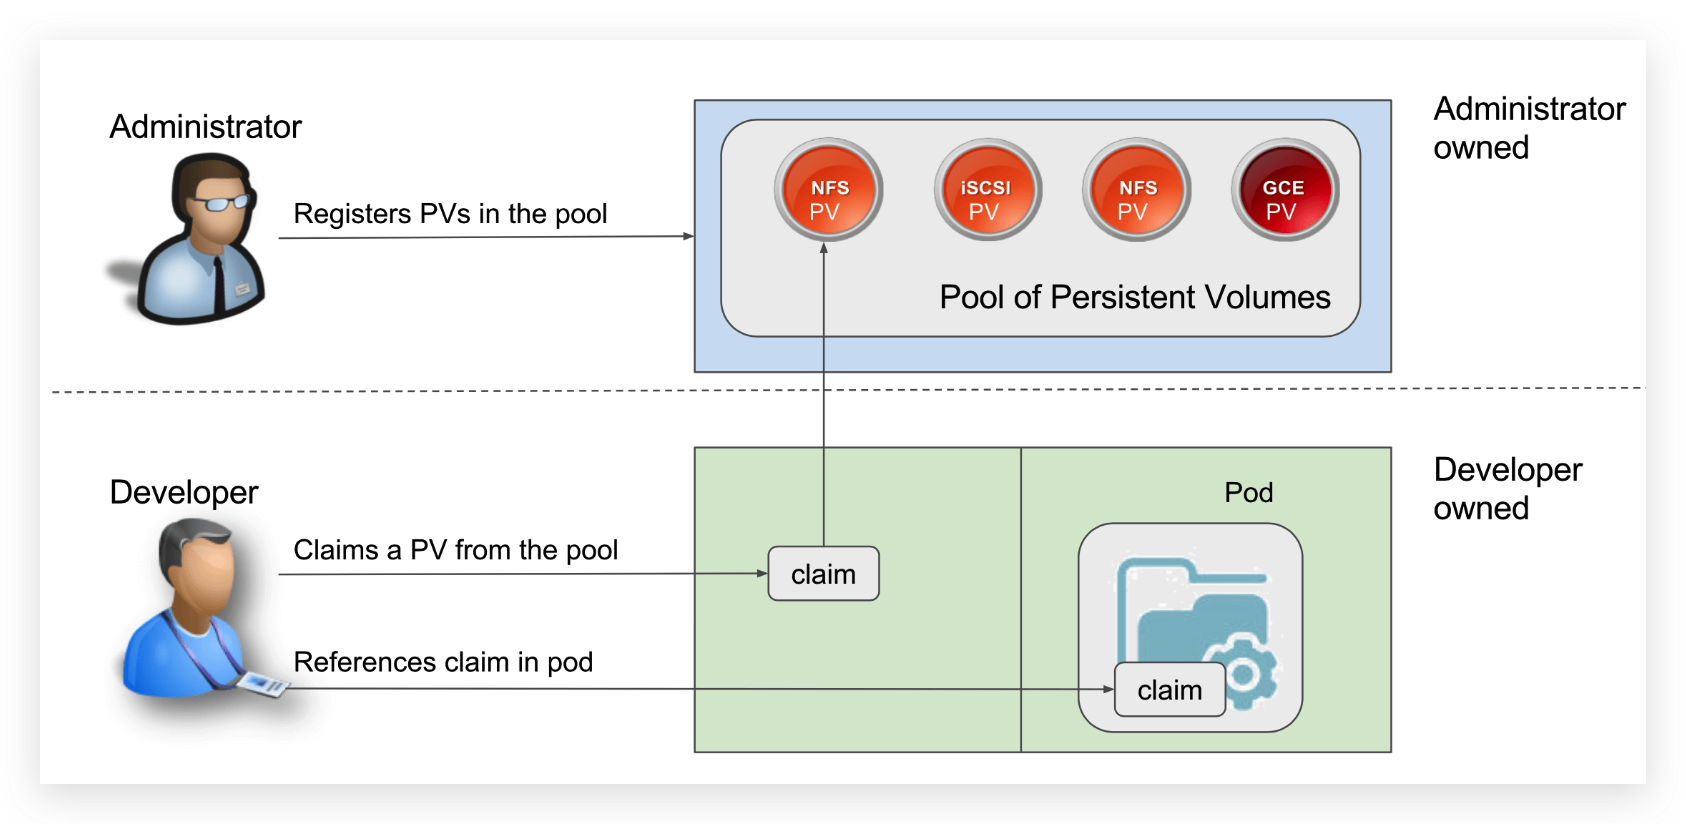 Administrator
Registers PVs in the pool
NFS
PV
iSCSI
PV
NFS
PV
GCE
PV
Pool of Persistent Volumes
Administrator
owned
Developer
Claims a PV from the pool
claim
References claim in pod
Pod
claim
Developer
owned